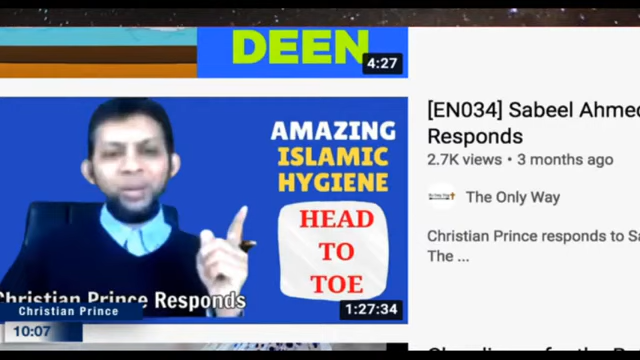 DEEN
4:27
AMAZING
ISLAMIC
HYGIENE
HEAD
TO
TOE
Christian Prince Responds
1:27:34
[EN034] Sabeel Ahmed
Responds
2.7K views • 3 months ago
The Only Way
Christian Prince responds to Sa
The ...
Christian Prince
10:07